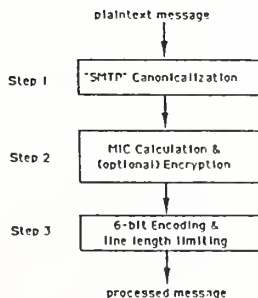 plaintext message
Step 1
"SMTP" Canonicalization
Step 2
MIC Calculation &
(optional) Encryption
Step 3
6-bit Encoding &
line length limiting
processed message